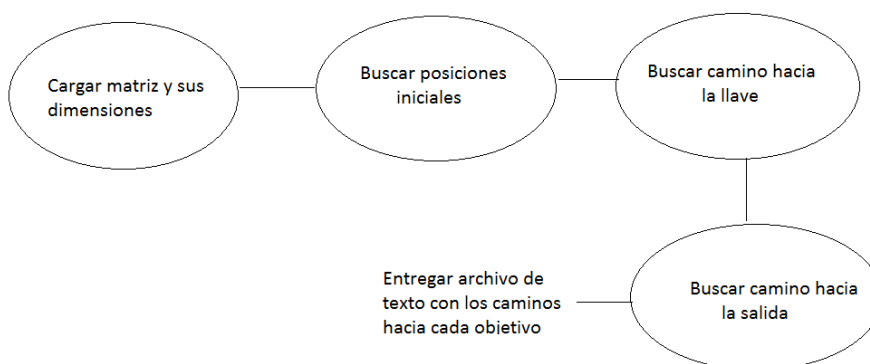 Cargar matriz y sus
dimensiones
Buscar posiciones
iniciales
Buscar camino hacia
la llave
Buscar camino hacia
la salida
Entregar archivo de
texto con los caminos
hacia cada objetivo